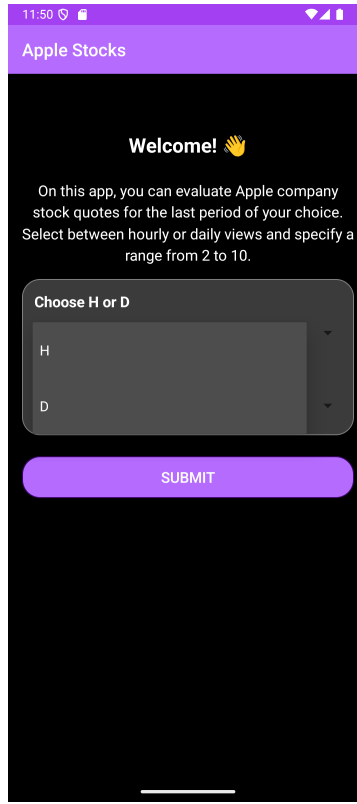 11:50
Apple Stocks
Welcome! 👋
On this app, you can evaluate Apple company
stock quotes for the last period of your choice.
Select between hourly or daily views and specify a
range from 2 to 10.
Choose H or D
H
D
SUBMIT